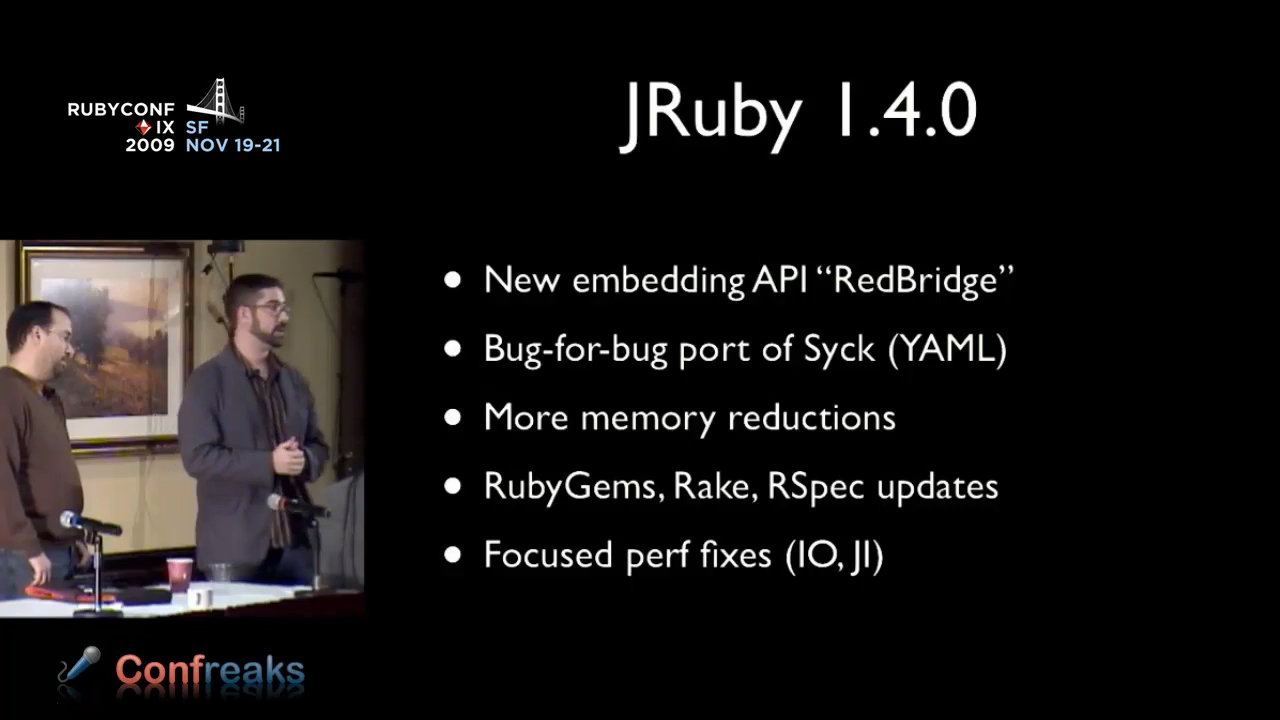 RUBYCONF
IX SF
2009 NOV 19-21
JRuby 1.4.0
• New embedding API “RedBridge”
• Bug-for-bug port of Syck (YAML)
• More memory reductions
• RubyGems, Rake, RSpec updates
• Focused perf fixes (IO, JI)
Confreaks